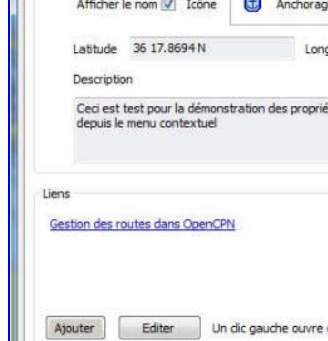 Afficher le nom Icône Anchorag
Latitude 36 17.8694 N Long
Description
Ceci est test pour la démonstration des proprié
depuis le menu contextuel
Liens
Gestion des routes dans OpenCPN
Ajouter Editer Un clic gauche ouvre